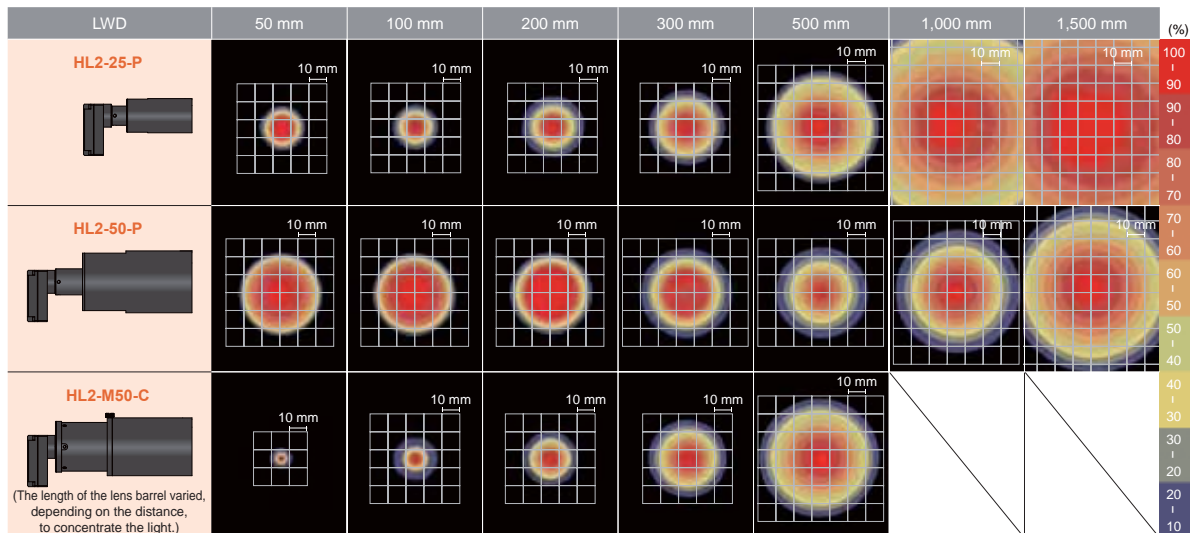 LWD 50 mm 100 mm 200 mm 300 mm 500 mm 1,000 mm 1,500 mm (%)
HL2-25-P
10 mm 10 mm 10 mm 10 mm 10 mm 10 mm 10 mm
HL2-50-P
10 mm 10 mm 10 mm 10 mm 10 mm 10 mm 10 mm
HL2-M50-C
10 mm 10 mm 10 mm 10 mm 10 mm
(The length of the lens barrel varied,
depending on the distance,
to concentrate the light.)
100
90
90
80
80
70
70
60
60
50
50
40
40
30
30
20
20
10